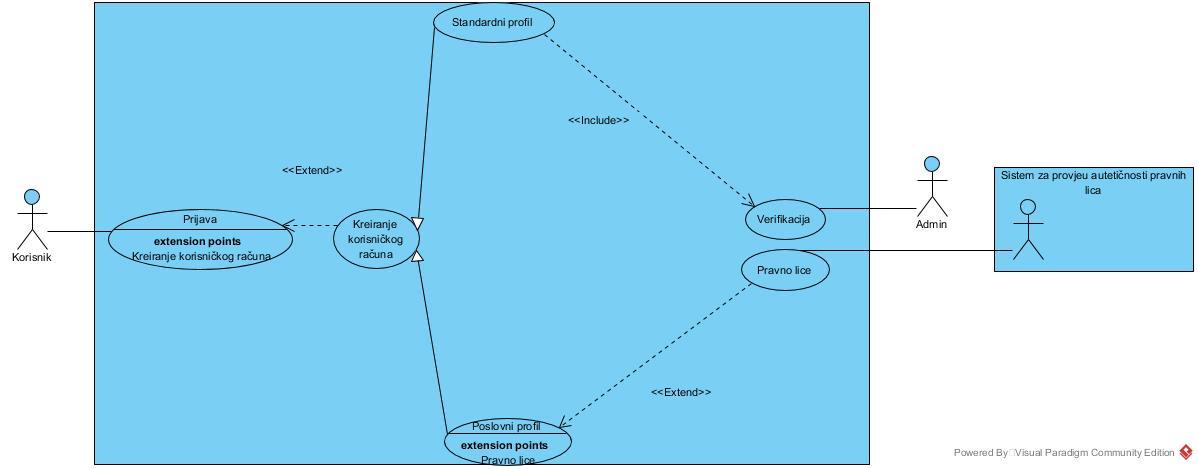 Standardni profil
<<Include>>
<<Extend>>
Sistem za provjeu autetičnosti pravnih
lica
Prijava
extension points
Kreiranje korisničkog računa
Kreiranje
korisničkog
računa
Verifikacija
Admin
Korisnik
Pravno lice
<<Extend>>
Poslovni profil
extension points
Pravno lice
Powered By Visual Paradigm Community Edition